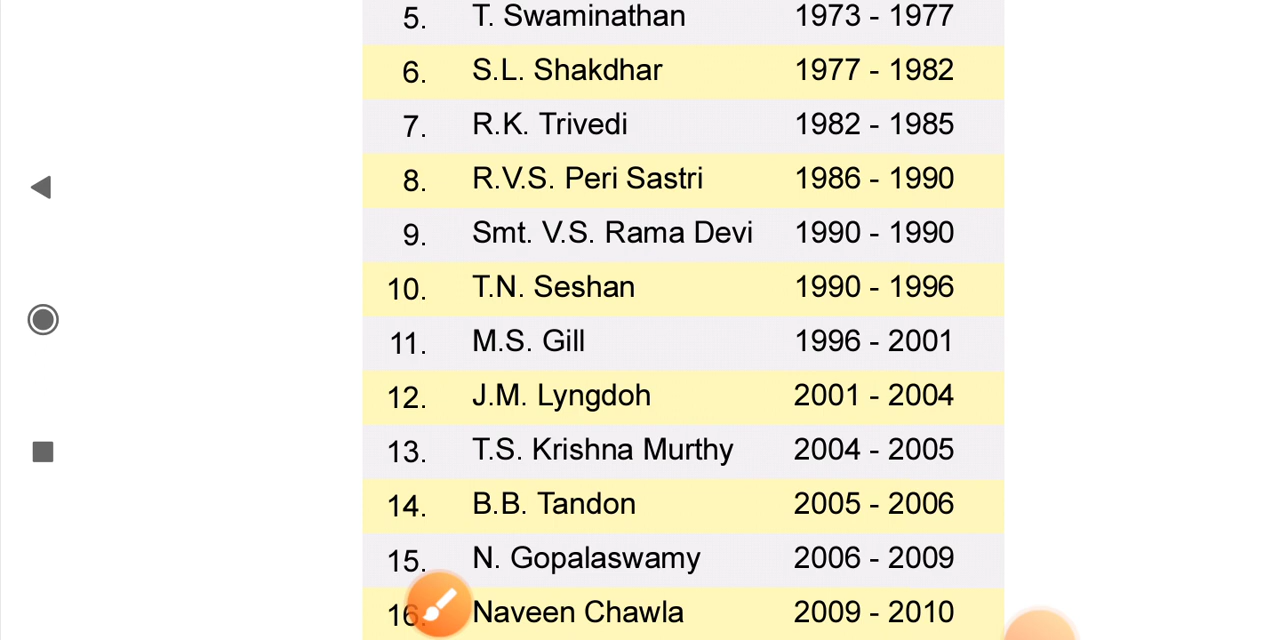 5. T. Swaminathan 1973 - 1977
6. S.L. Shakdhar 1977 - 1982
7. R.K. Trivedi 1982 - 1985
8. R.V.S. Peri Sastri 1986 - 1990
9. Smt. V.S. Rama Devi 1990 - 1990
10. T.N. Seshan 1990 - 1996
11. M.S. Gill 1996 - 2001
12. J.M. Lyngdoh 2001 - 2004
13. T.S. Krishna Murthy 2004 - 2005
14. B.B. Tandon 2005 - 2006
15. N. Gopalaswamy 2006 - 2009
16. Naveen Chawla 2009 - 2010